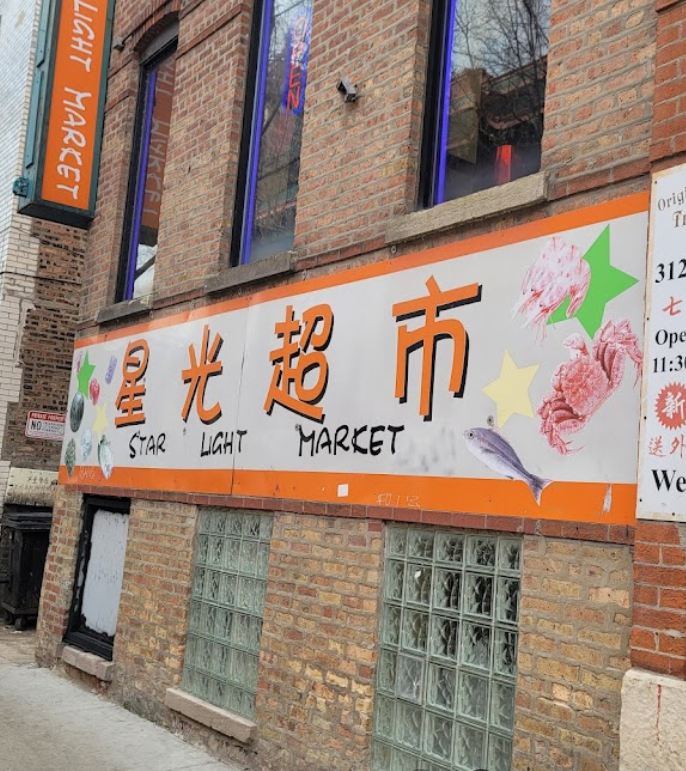 LIGHT MARKET
星光超市
STAR LIGHT MARKET
NO
Orig
312
七
Ope
11:30
新
送外
We